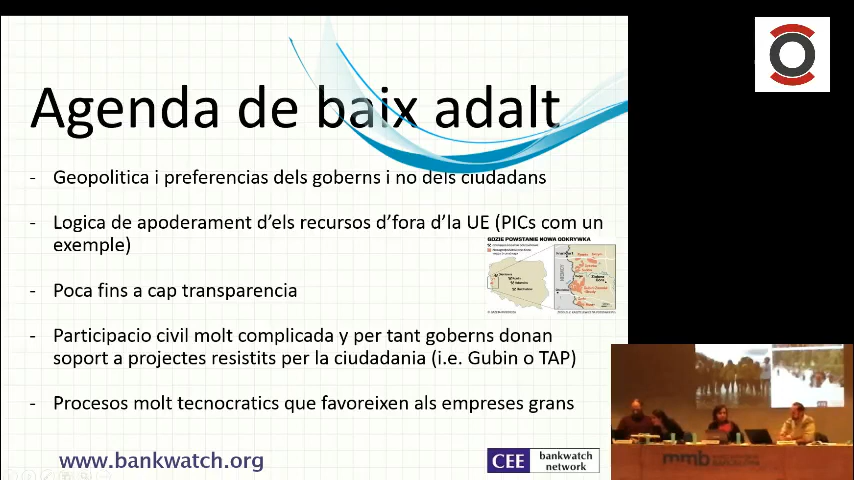 Agenda de baix adalt
- Geopolitica i preferencias dels goberns i no dels ciudadans
- Logica de apoderament d'els recursos d'fora d'la UE (PICs com un
exemple)
GDZIE POWSTANIE NOWA ODKRYWKA
- Poca fins a cap transparencia
- Participacio civil molt complicada y per tant goberns donan
soport a projectes resistits per la ciudadania (i.e. Gubin o TAP)
- Procesos molt tecnocratics que favoreixen als empreses grans
www.bankwatch.org
CEE bankwatch
network
mmb